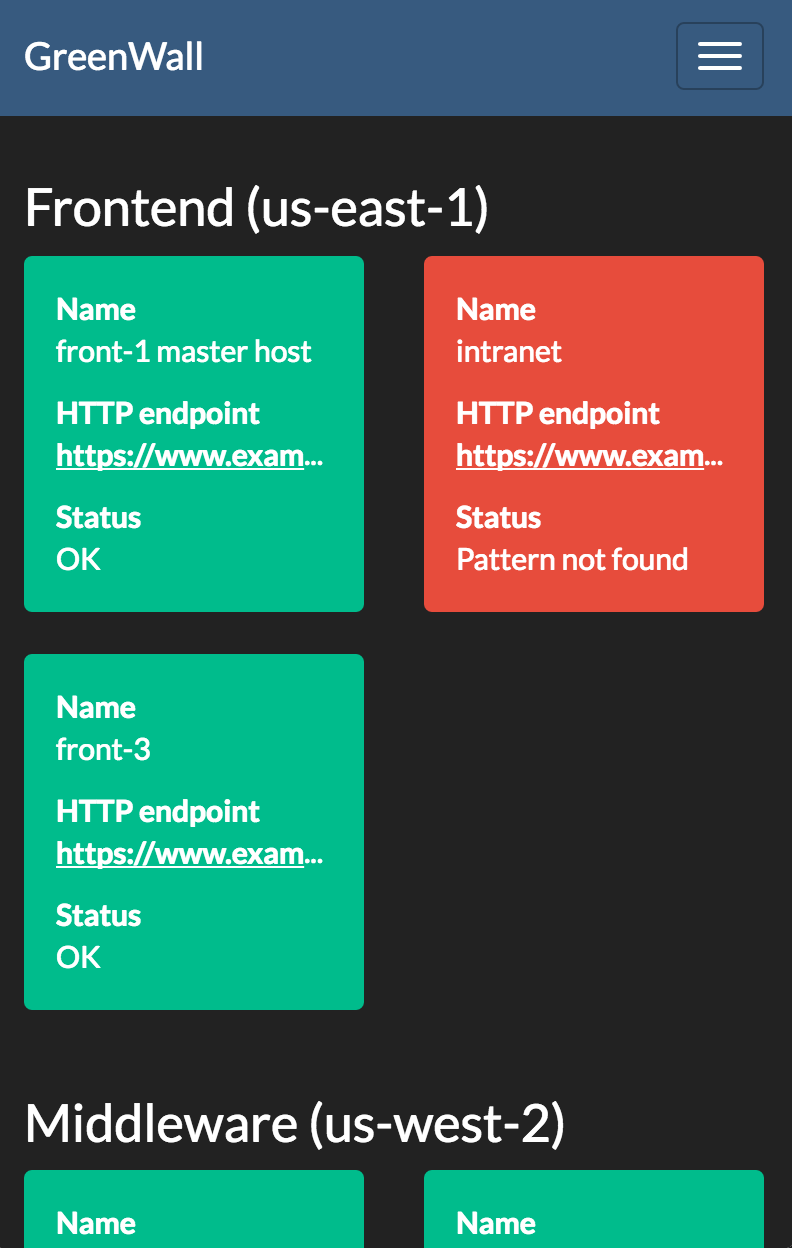 GreenWall
Frontend (us-east-1)
Name
front-1 master host
HTTP endpoint
https://www.exam...
Status
OK
Name
intranet
HTTP endpoint
https://www.exam...
Status
Pattern not found
Name
front-3
HTTP endpoint
https://www.exam...
Status
OK
Middleware (us-west-2)
Name
Name